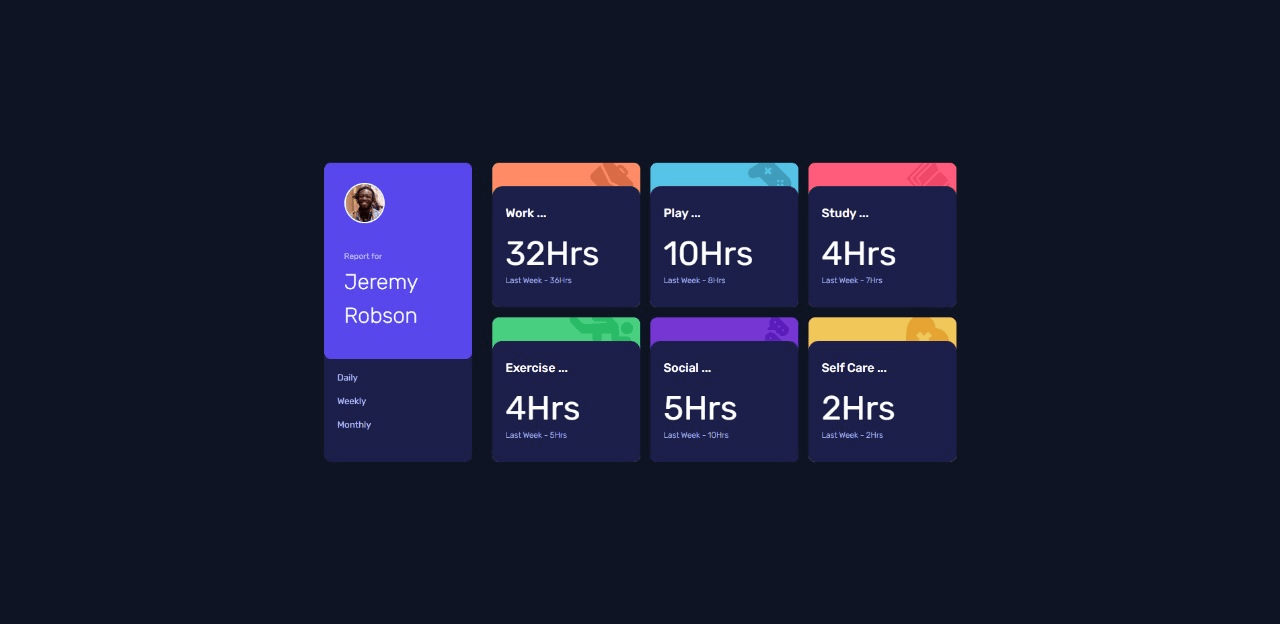 Report for
Jeremy
Robson
Daily
Weekly
Monthly
Work ...
32Hrs
Last Week - 36Hrs
Play ...
10Hrs
Last Week - 8Hrs
Study ...
4Hrs
Last Week - 7Hrs
Exercise ...
4Hrs
Last Week - 5Hrs
Social ...
5Hrs
Last Week - 10Hrs
Self Care ...
2Hrs
Last Week - 2Hrs